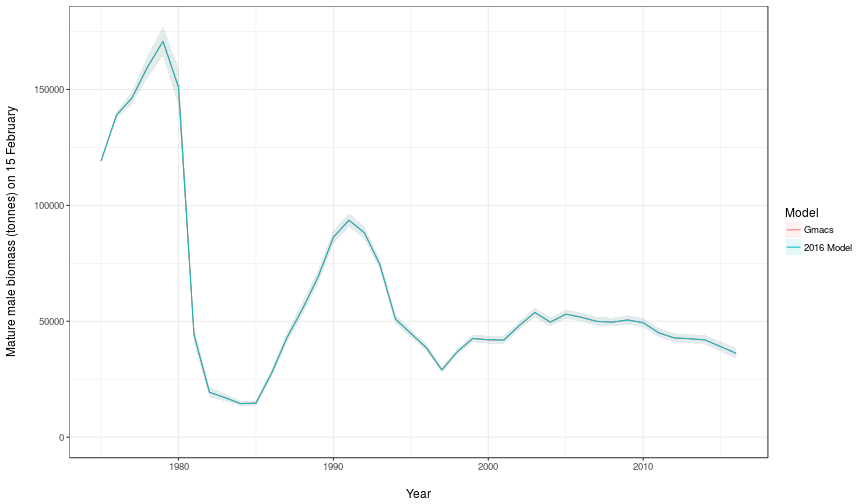 Mature male biomass (tonnes) on 15 February
150000
100000
50000
0
1980
1990
2000
2010
Year
Model
Gmacs
2016 Model